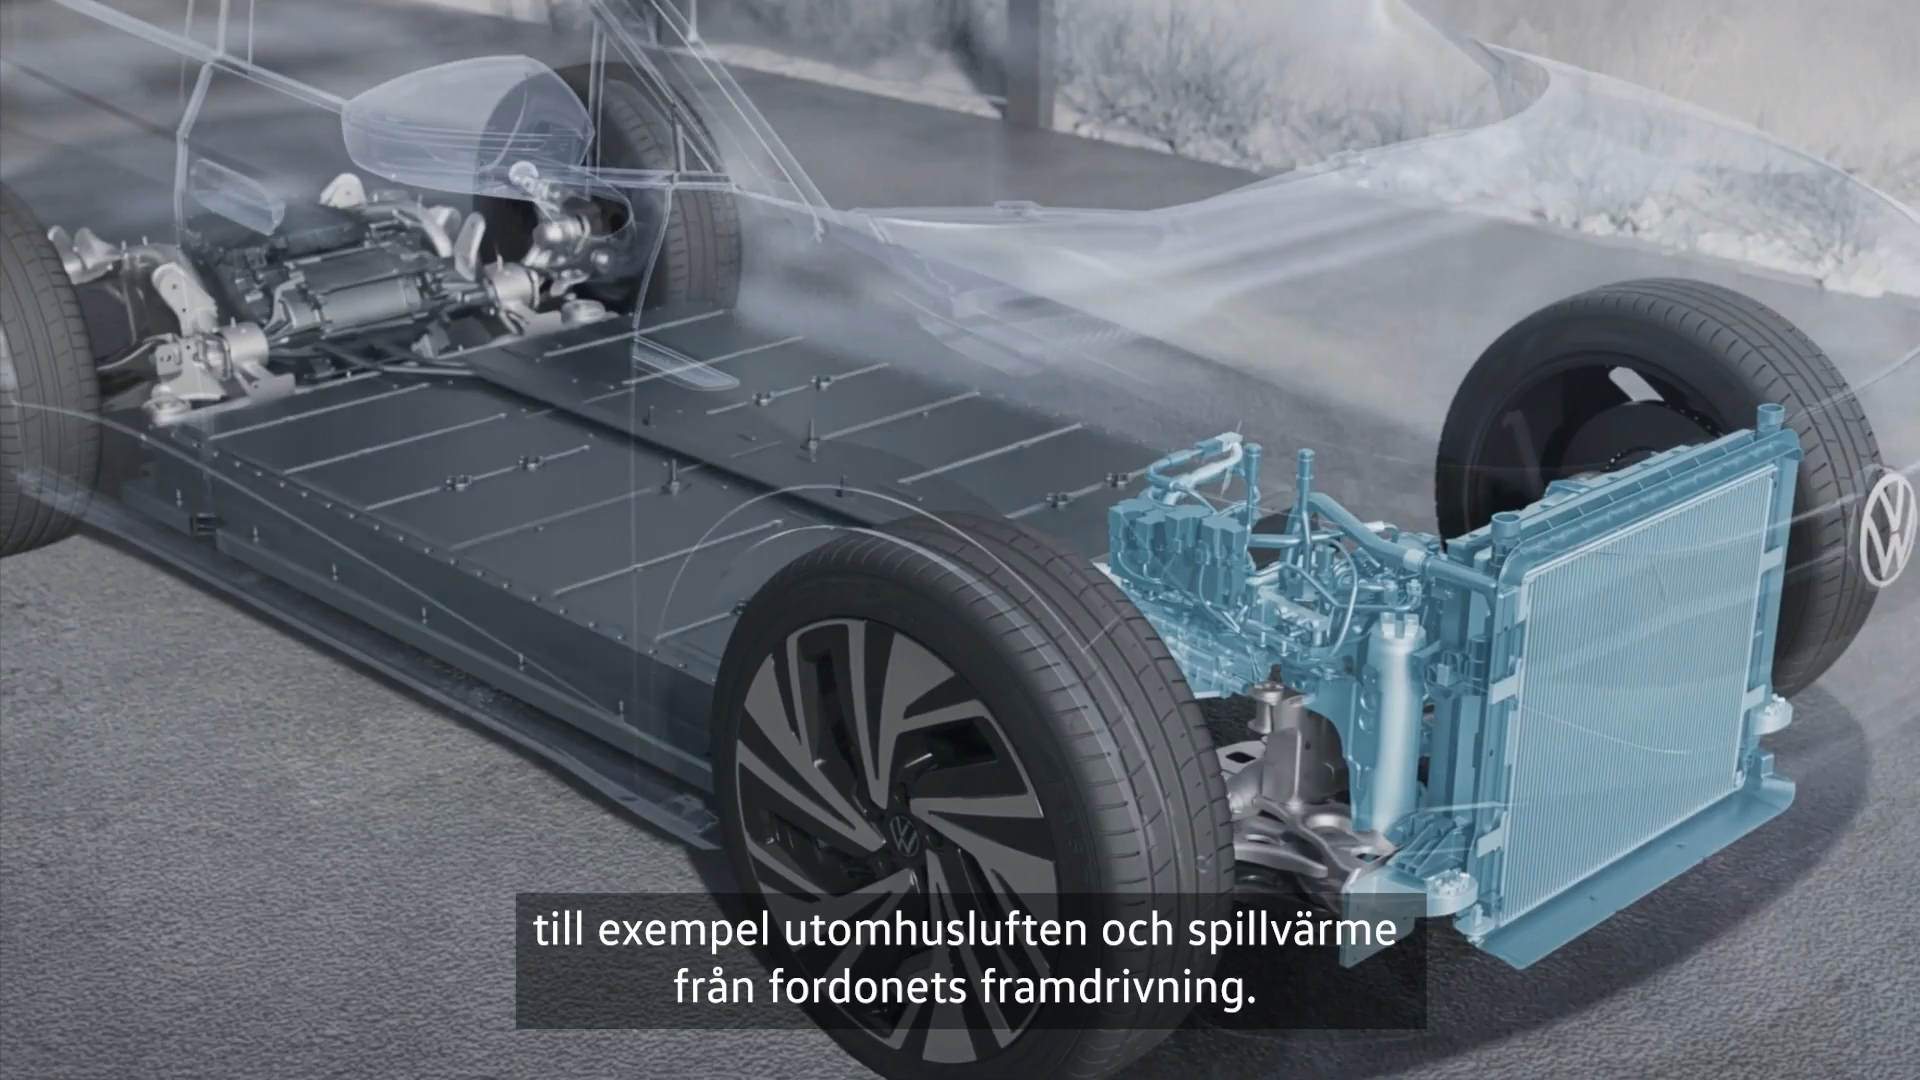 till exempel utomhusluften och spillvärme
från fordonets framdrivning.